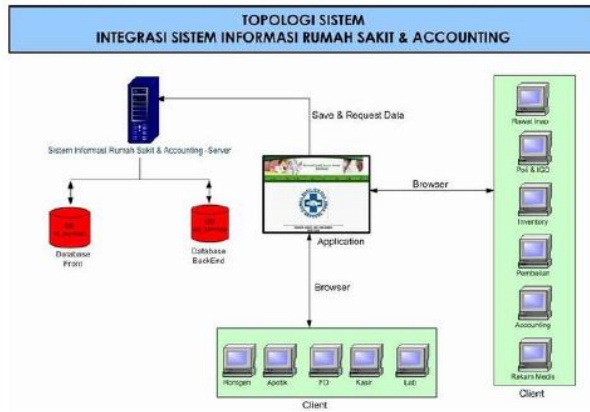 TOPOLOGI SISTEM
INTEGRASI SISTEM INFORMASI RUMAH SAKIT & ACCOUNTING
Save & Request Data
Sistem Informasi Rumah Sakit & Accounting -Server
Application
Browser
Database
Front
Database
BackEnd
Browser
Rontgen
Apotik
FO
Kasir
Lab
Client
Rawat Inap
Poli & IGD
Inventory
Pembelian
Accounting
Rekam Medis
Client